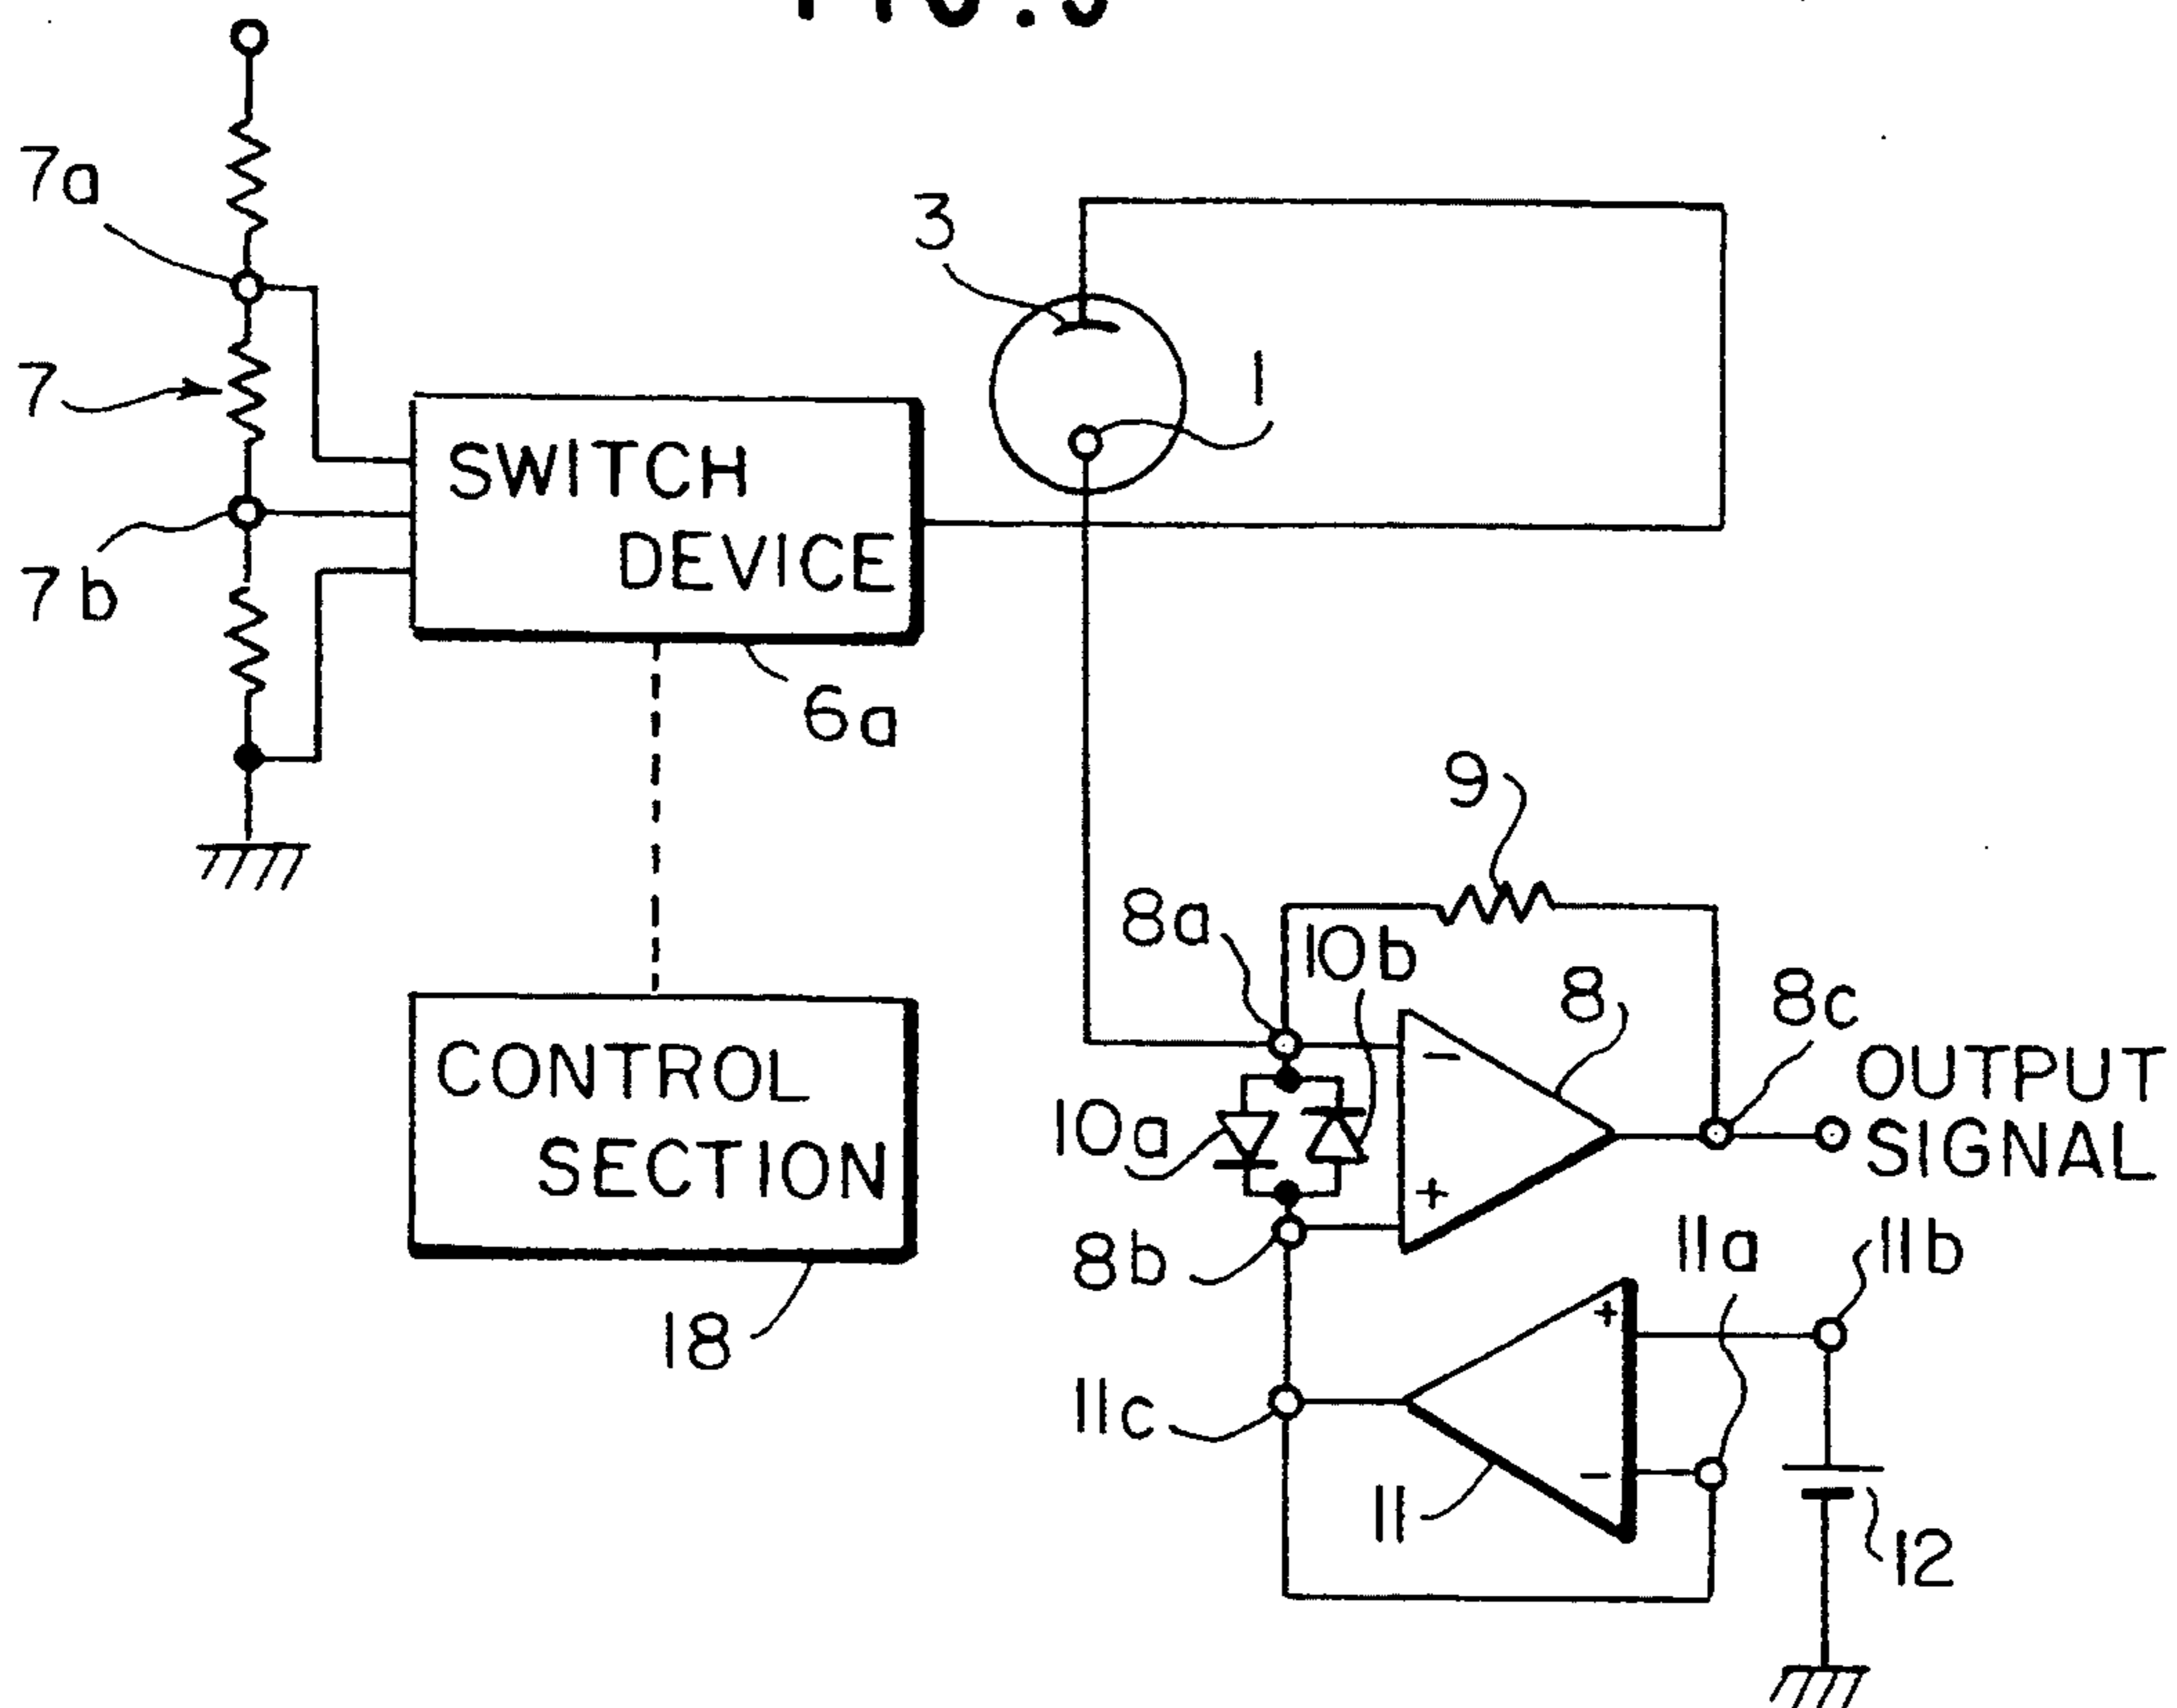 7a
3
1
7
SWITCH
DEVICE
7b
6a
9
8a
10b
8
8c
CONTROL
SECTION
OUTPUT
SIGNAL
10a
−
+
8b
11a
11b
18
+
11c
−
11
12